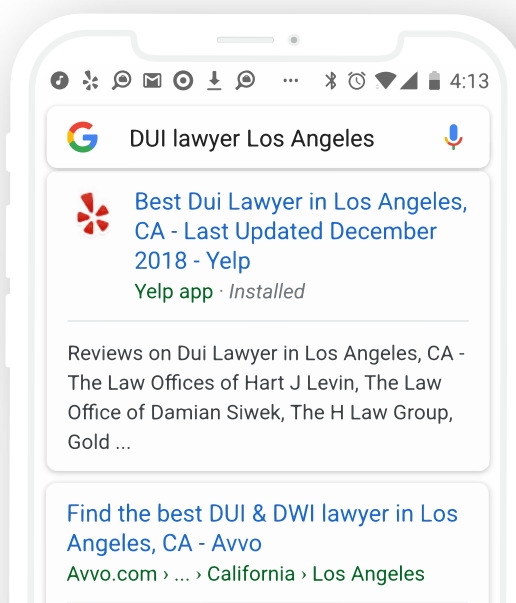 4:13
DUI lawyer Los Angeles
Best Dui Lawyer in Los Angeles,
CA - Last Updated December
2018 - Yelp
Yelp app · Installed
Reviews on Dui Lawyer in Los Angeles, CA -
The Law Offices of Hart J Levin, The Law
Office of Damian Siwek, The H Law Group,
Gold ...
Find the best DUI & DWI lawyer in Los
Angeles, CA - Avvo
Avvo.com › ... › California › Los Angeles